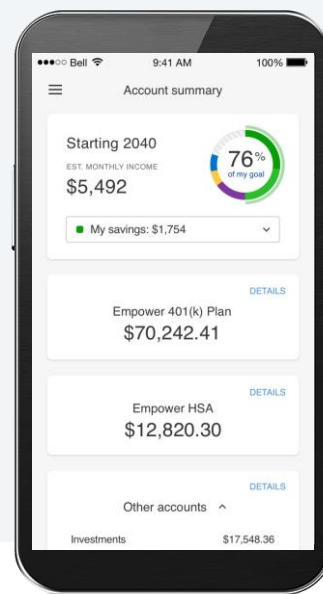 Bell 9:41 AM 100%
Account summary
Starting 2040
EST. MONTHLY INCOME
$5,492
76%
of my goal
My savings: $1,754
DETAILS
Empower 401(k) Plan
$70,242.41
DETAILS
Empower HSA
$12,820.30
DETAILS
Other accounts
Investments $17,548.36